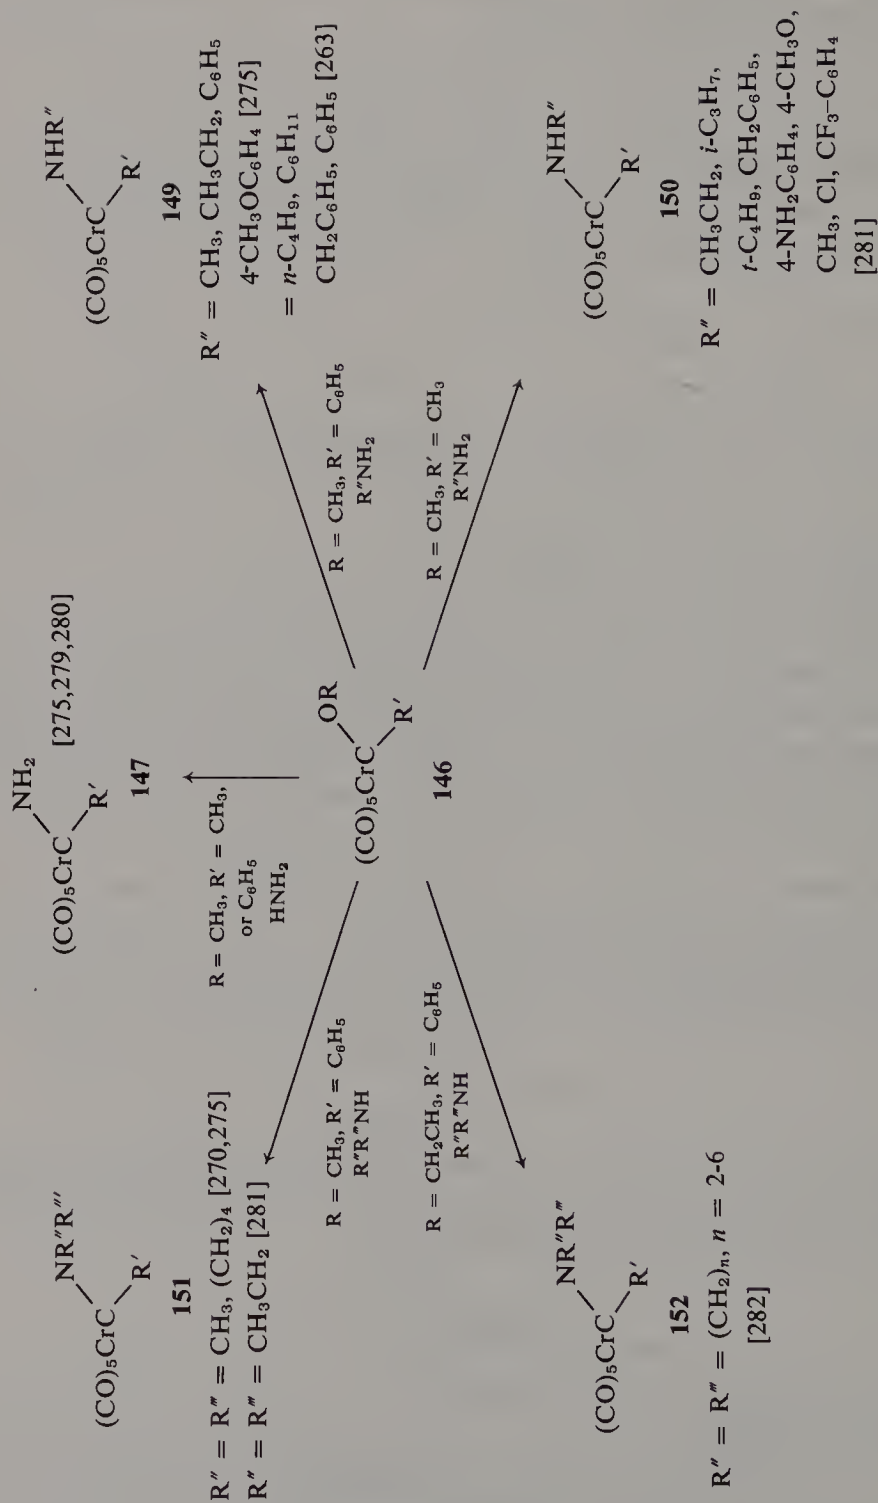 (CO)₅CrC
NR″R‴
R′
151
R″ = R‴ = CH₃, (CH₂)₄ [270,275]
R″ = R‴ = CH₃CH₂ [281]
(CO)₅CrC
NH₂
R′
[275,279,280]
147
(CO)₅CrC
NHR″
R′
149
R″ = CH₃, CH₃CH₂, C₆H₅
4-CH₃OC₆H₄ [275]
= n-C₄H₉, C₆H₁₁
CH₂C₆H₅, C₆H₅ [263]
R = CH₃, R′ = CH₃,
or C₆H₅
HNH₂
R = CH₃, R′ = C₆H₅
R″R‴NH
R = CH₃, R′ = C₆H₅
R″NH₂
(CO)₅CrC
OR
R′
146
R = CH₂CH₃, R′ = C₆H₅
R″R‴NH
R = CH₃, R′ = CH₃
R″NH₂
(CO)₅CrC
NR″R‴
R′
152
R″ = R‴ = (CH₂)ₙ, n = 2-6
[282]
(CO)₅CrC
NHR″
R′
150
R″ = CH₃CH₂, i-C₃H₇,
t-C₄H₉, CH₂C₆H₅,
4-NH₂C₆H₄, 4-CH₃O,
CH₃, Cl, CF₃–C₆H₄
[281]